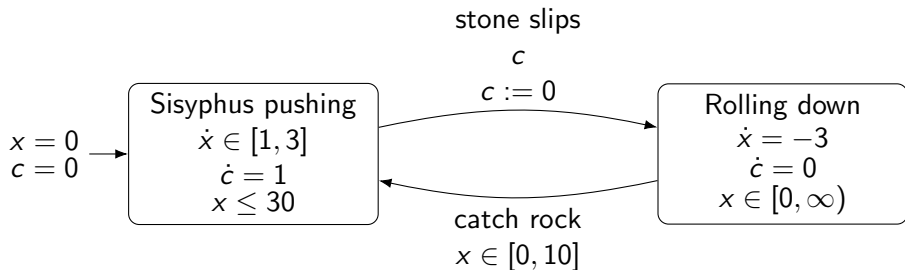 x = 0
c = 0
Sisyphus pushing
ẋ ∈ [1, 3]
ċ = 1
x ≤ 30
stone slips
c
c := 0
catch rock
x ∈ [0, 10]
Rolling down
ẋ = −3
ċ = 0
x ∈ [0, ∞)